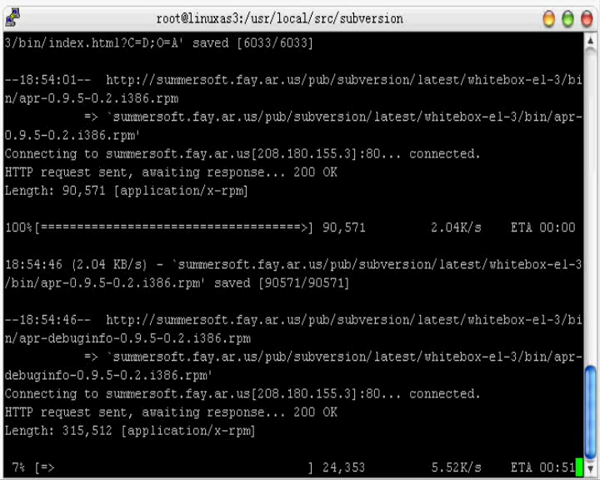 root@linuxas3:/usr/local/src/subversion
3/bin/index.html?C=D;O=A' saved [6033/6033]
--18:54:01-- http://summersoft.fay.ar.us/pub/subversion/latest/whitebox-el-3/bi
n/apr-0.9.5-0.2.i386.rpm
=> `summersoft.fay.ar.us/pub/subversion/latest/whitebox-el-3/bin/apr-
0.9.5-0.2.i386.rpm'
Connecting to summersoft.fay.ar.us[208.180.155.3]:80... connected.
HTTP request sent, awaiting response... 200 OK
Length: 90,571 [application/x-rpm]
100%[====================================>] 90,571 2.04K/s ETA 00:00
18:54:46 (2.04 KB/s) - `summersoft.fay.ar.us/pub/subversion/latest/whitebox-el-3
/bin/apr-0.9.5-0.2.i386.rpm' saved [90571/90571]
--18:54:46-- http://summersoft.fay.ar.us/pub/subversion/latest/whitebox-el-3/bi
n/apr-debuginfo-0.9.5-0.2.i386.rpm
=> `summersoft.fay.ar.us/pub/subversion/latest/whitebox-el-3/bin/apr-
debuginfo-0.9.5-0.2.i386.rpm'
Connecting to summersoft.fay.ar.us[208.180.155.3]:80... connected.
HTTP request sent, awaiting response... 200 OK
Length: 315,512 [application/x-rpm]
7% [=> ] 24,353 5.52K/s ETA 00:51